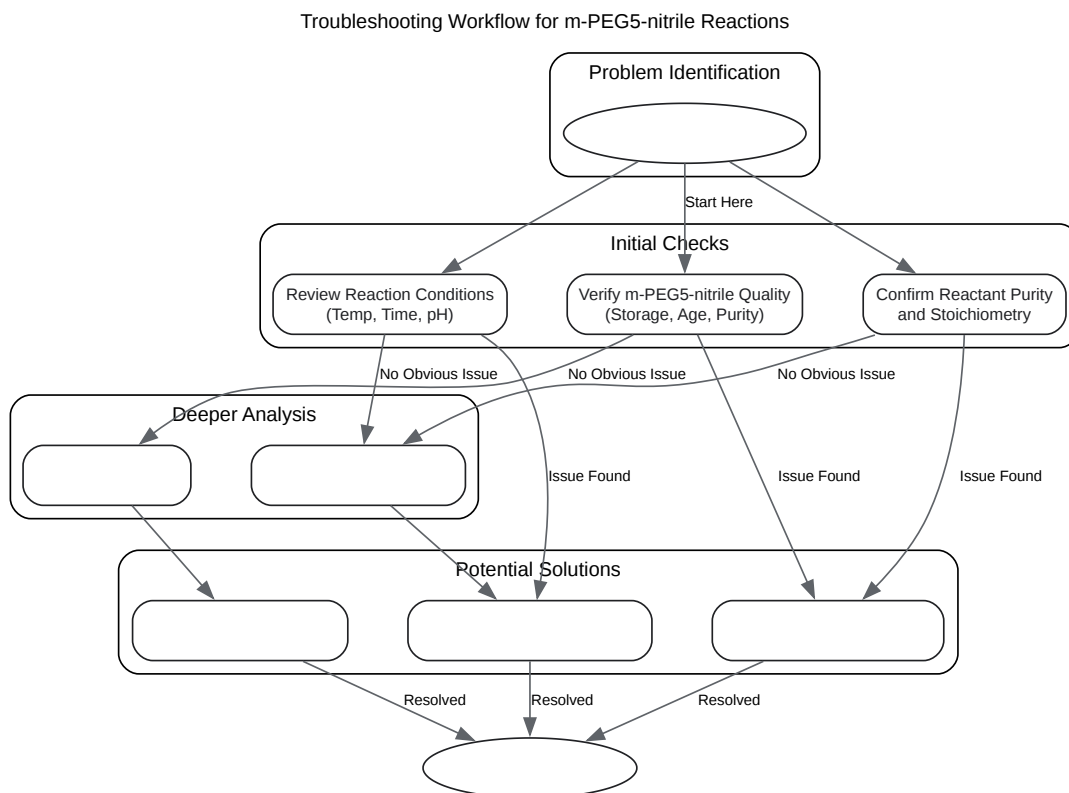 Troubleshooting Workflow for m-PEG5-nitrile Reactions
Problem Identification
Start Here
Initial Checks
Review Reaction Conditions
(Temp, Time, pH)
Verify m-PEG5-nitrile Quality
(Storage, Age, Purity)
Confirm Reactant Purity
and Stoichiometry
No Obvious Issue
No Obvious Issue
No Obvious Issue
Deeper Analysis
Issue Found
Issue Found
Issue Found
Potential Solutions
Resolved
Resolved
Resolved